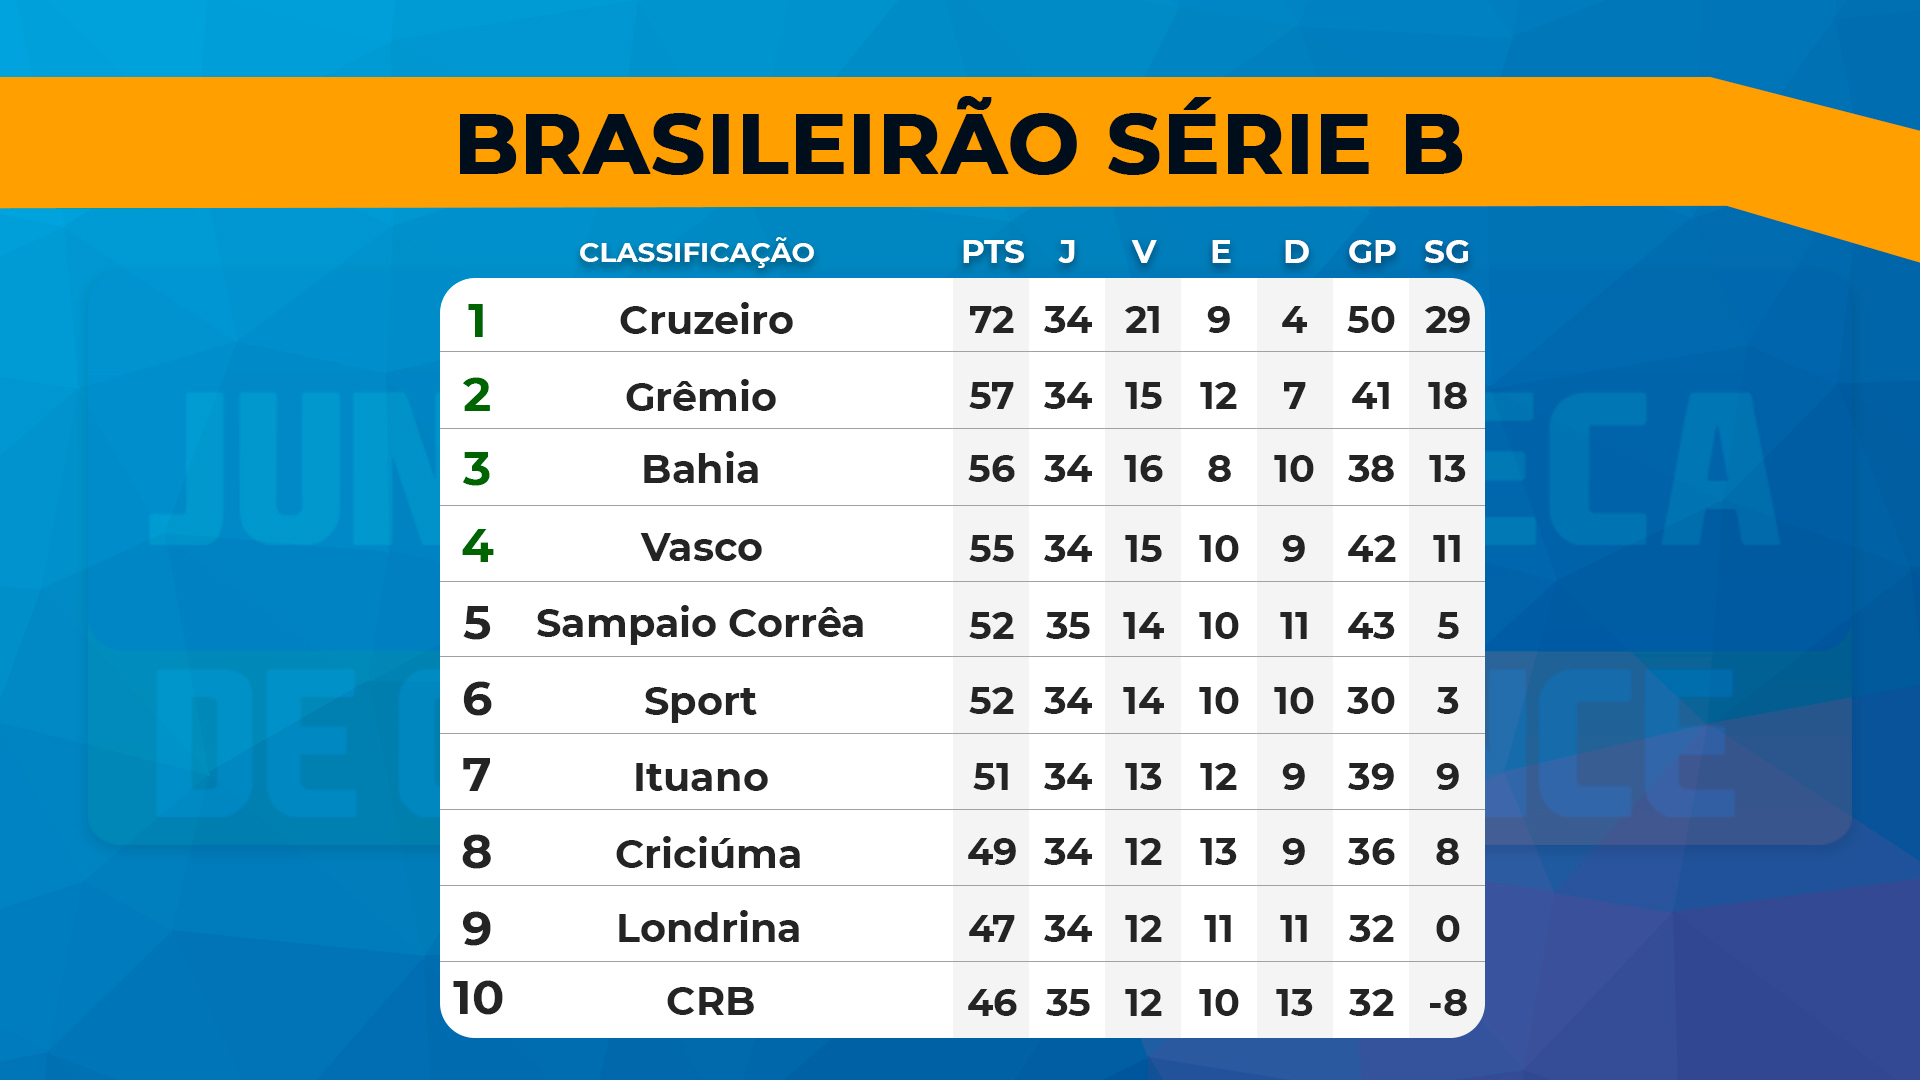 BRASILEIRÃO SÉRIE B
CLASSIFICAÇÃO PTS J V E D GP SG
1 Cruzeiro 72 34 21 9 4 50 29
2 Grêmio 57 34 15 12 7 41 18
3 Bahia 56 34 16 8 10 38 13
4 Vasco 55 34 15 10 9 42 11
5 Sampaio Corrêa 52 35 14 10 11 43 5
6 Sport 52 34 14 10 10 30 3
7 Ituano 51 34 13 12 9 39 9
8 Criciúma 49 34 12 13 9 36 8
9 Londrina 47 34 12 11 11 32 0
10 CRB 46 35 12 10 13 32 -8